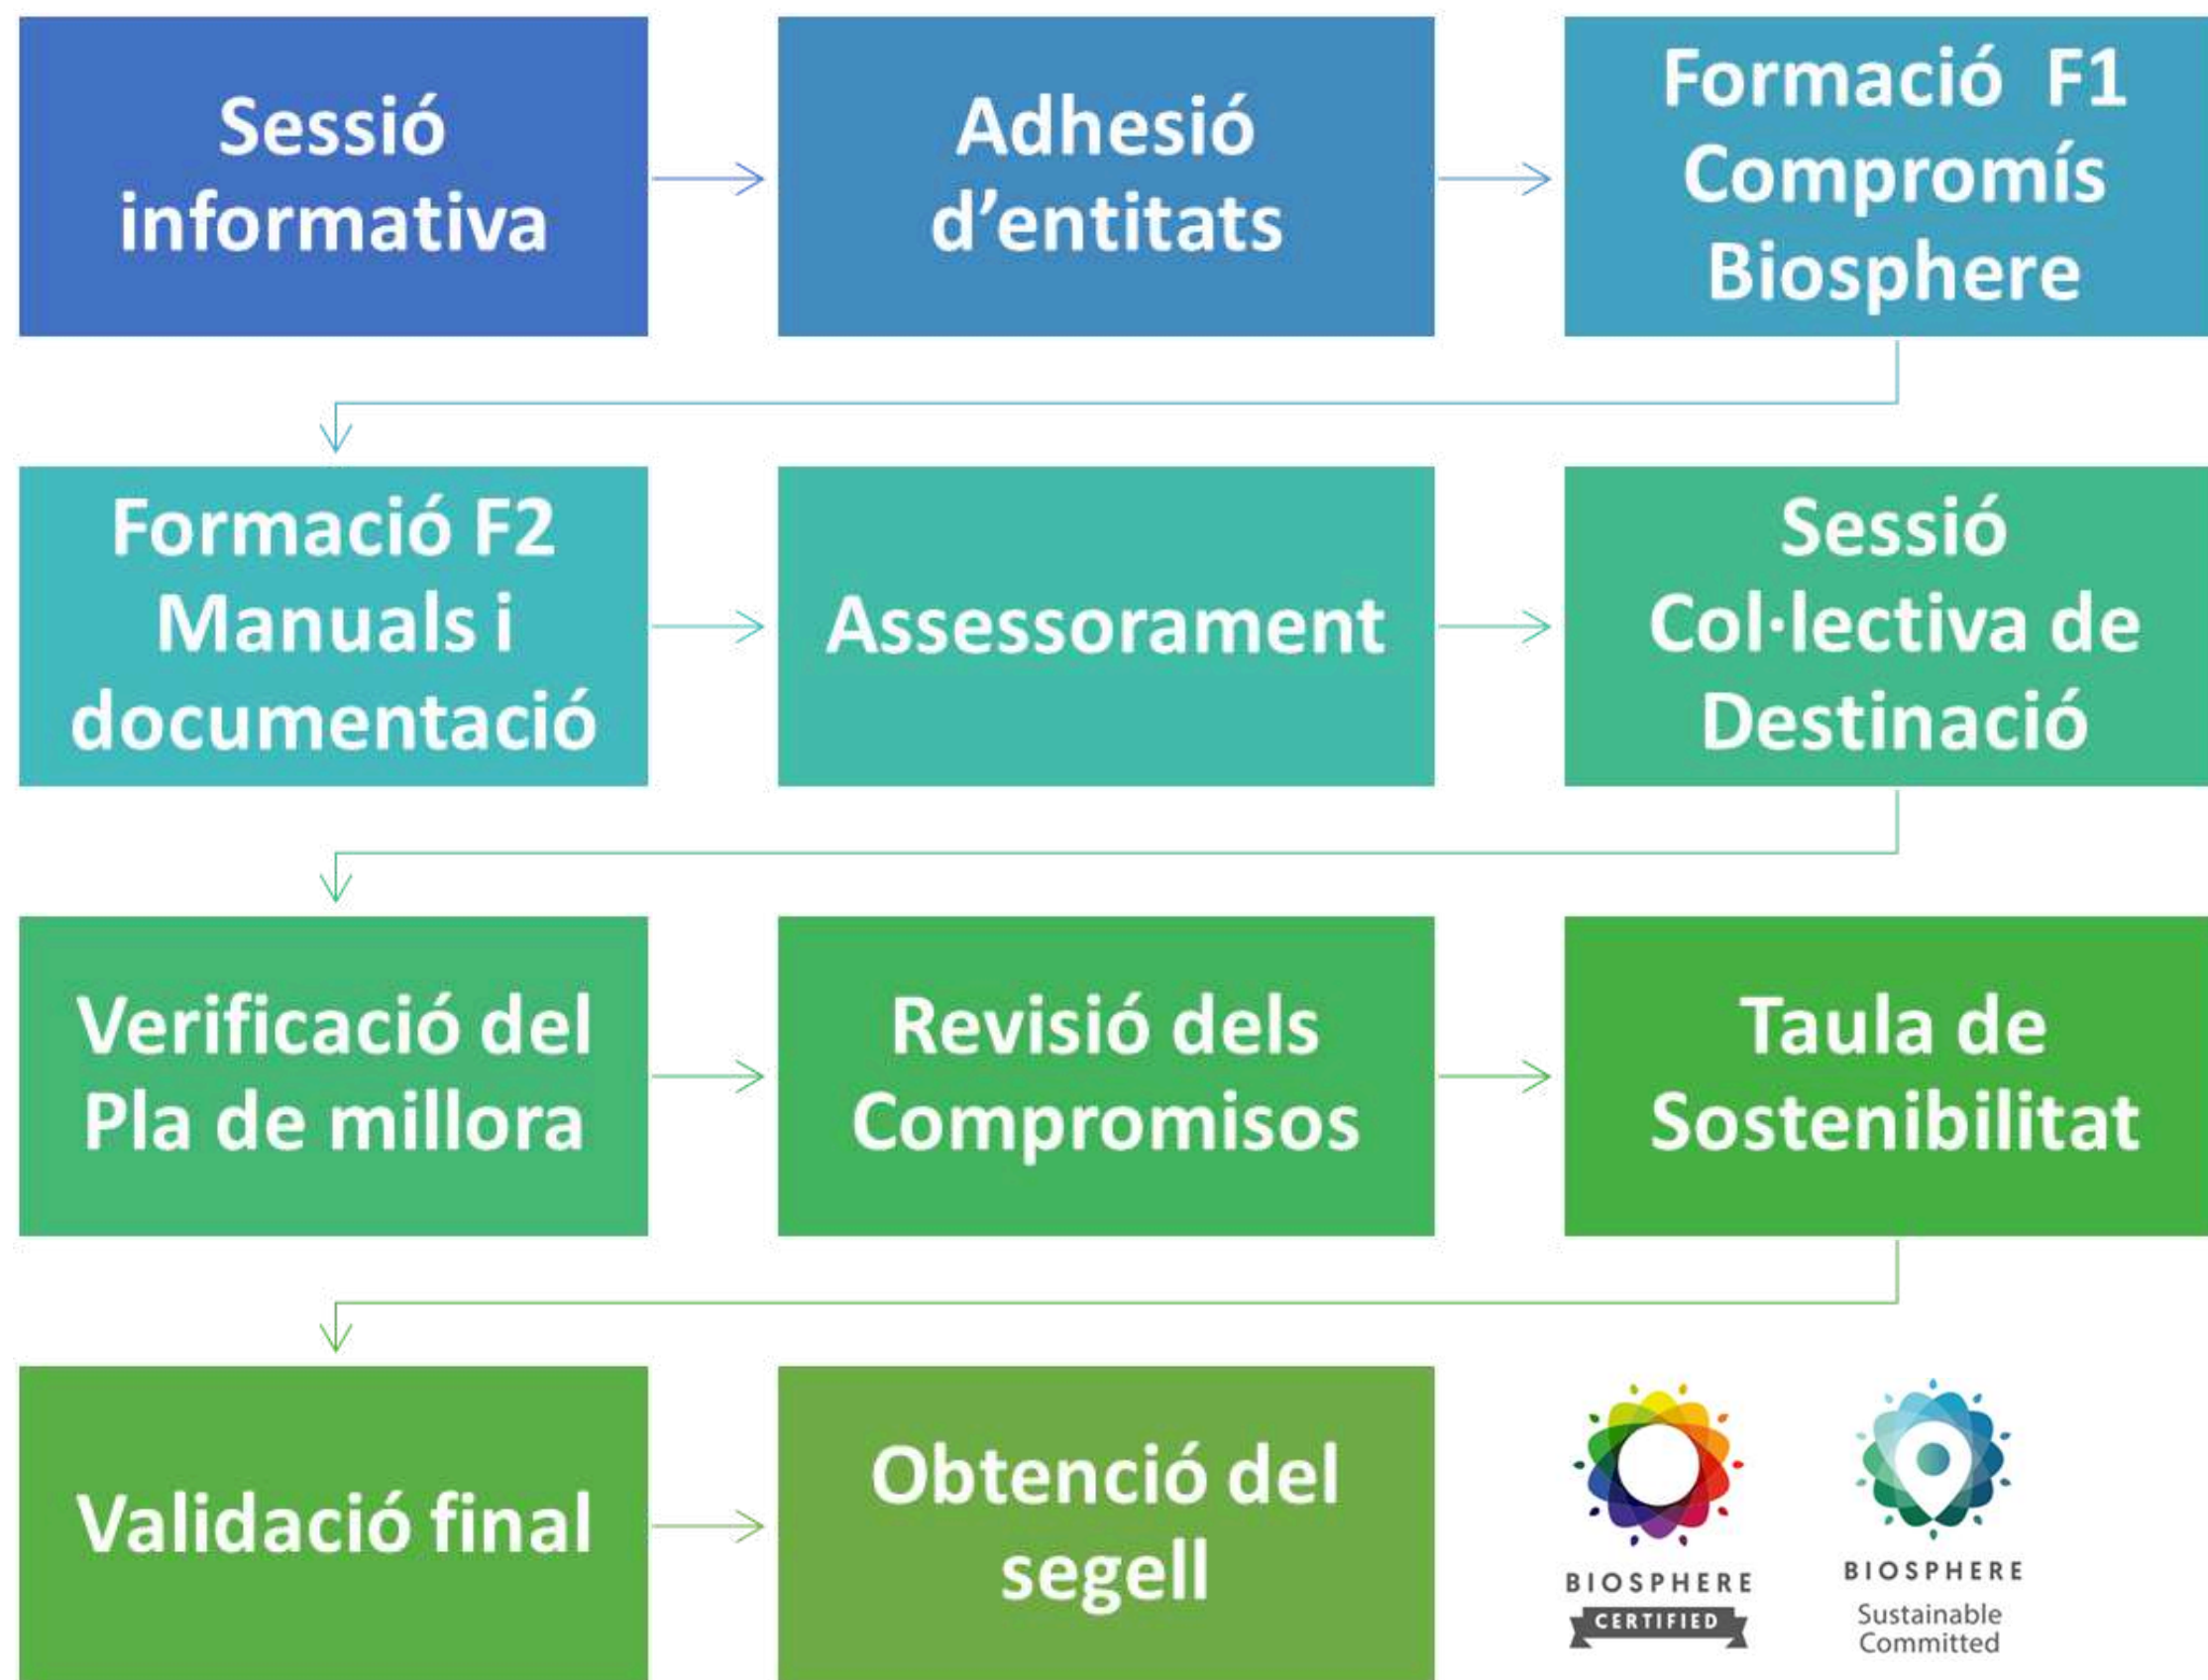 Sessió
informativa
Adhesió
d’entitats
Formació  F1
Compromís
Biosphere
Formació F2
Manuals i
documentació
Assessorament
Sessió
Col·lectiva de
Destinació
Verificació del
Pla de millora
Revisió dels
Compromisos
Taula de
Sostenibilitat
Validació final
Obtenció del
segell
BIOSPHERE
CERTIFIED
BIOSPHERE
Sustainable
Committed